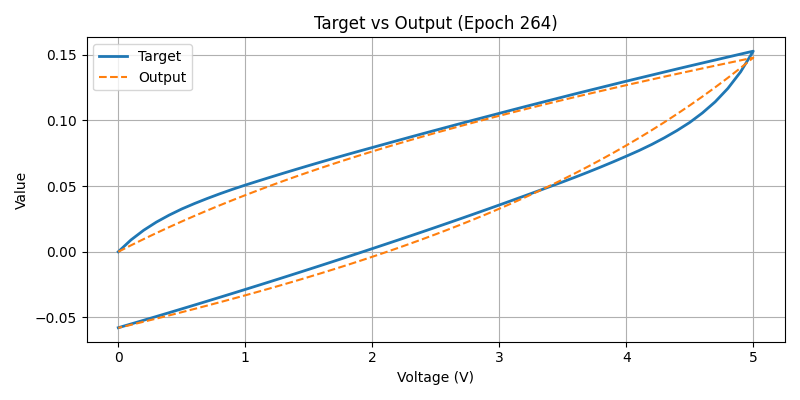 Target vs Output (Epoch 264)
Target
Output
Value
0.15
0.10
0.05
0.00
−0.05
0 1 2 3 4 5
Voltage (V)